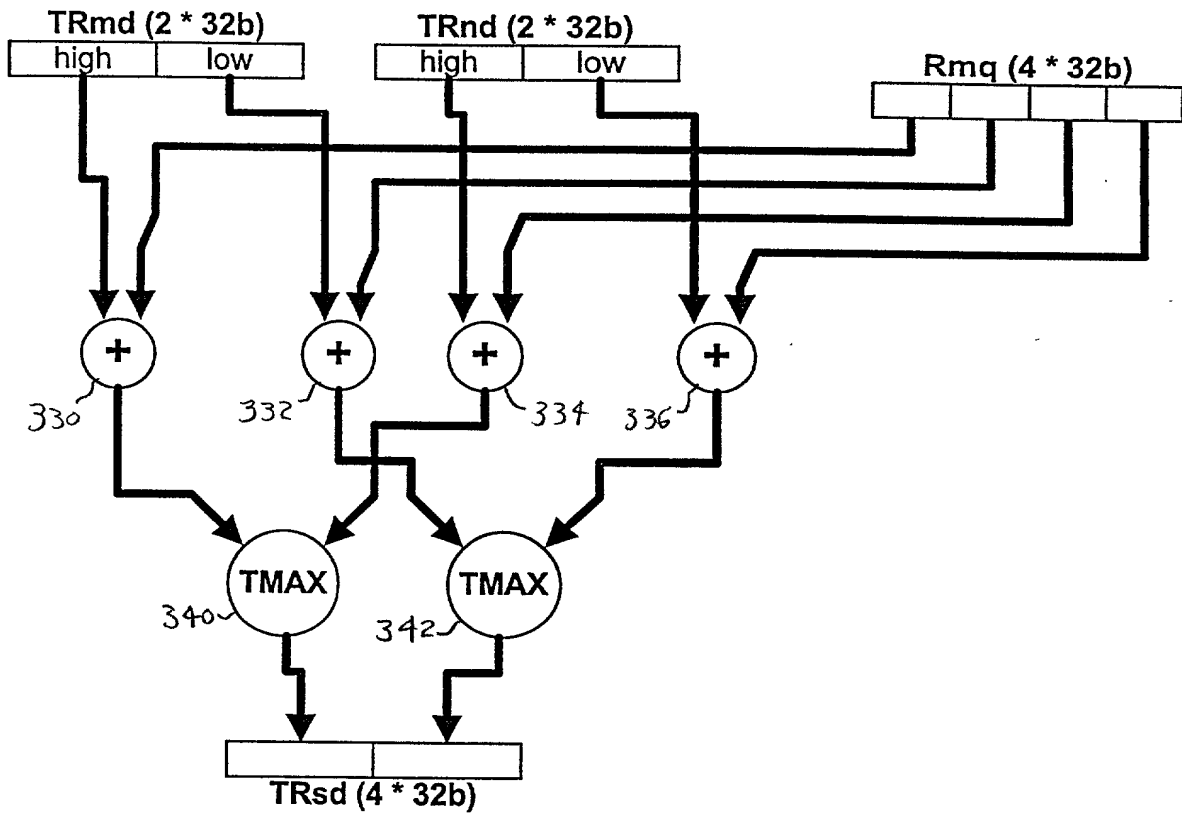 TRmd (2 * 32b)
TRnd (2 * 32b)
high
low
high
low
Rmq (4 * 32b)
+
+
+
+
330
332
334
336
TMAX
TMAX
340
342
TRsd (4 * 32b)